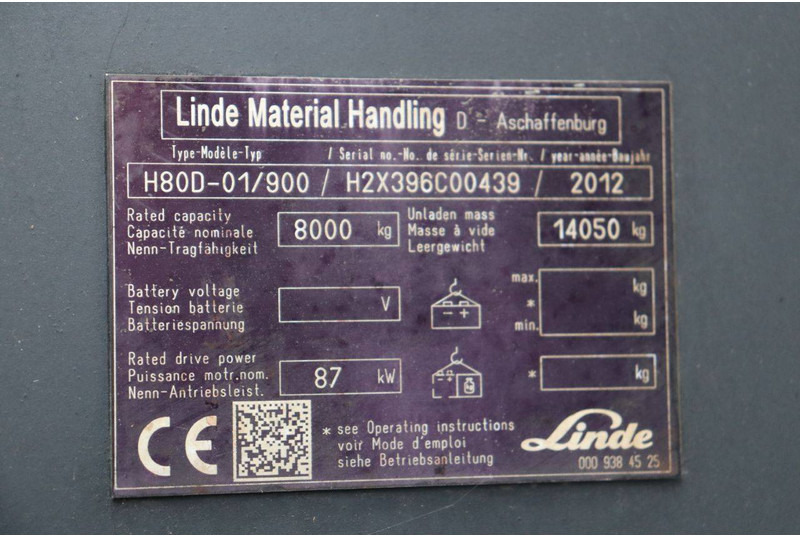 Linde Material Handling D - Aschaffenburg
Type-Modèle-Typ / Serial no.-No. de série-Serien-Nr. / year-année-Baujahr
H80D-01/900 / H2X396C00439 / 2012
Rated capacity
Capacité nominale
Nenn-Tragfähigkeit
8000 kg
Unladen mass
Masse à vide
Leergewicht
14050 kg
Battery voltage
Tension batterie
Batteriespannung
V
- +
max. kg
*
min. kg
Rated drive power
Puissance motr.nom.
Nenn-Antriebsleist.
87 kW
- +
kg
* kg
CE
* see Operating instructions
voir Mode d'emploi
siehe Betriebsanleitung
Linde
000 938 45 25